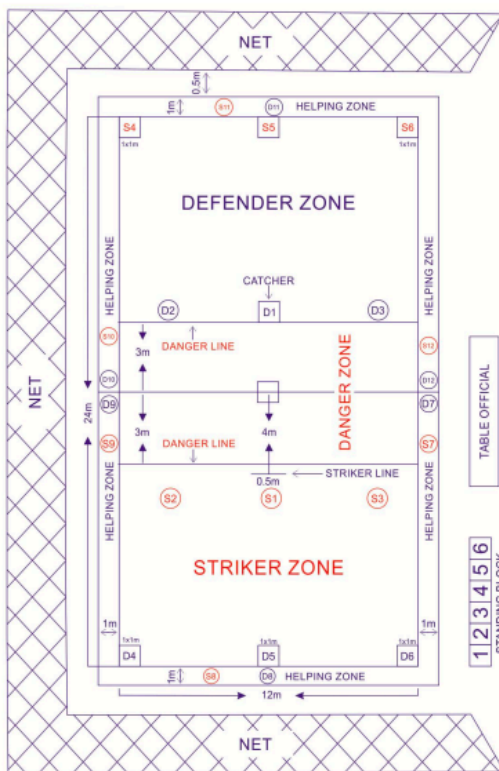 NET
0.5m
1m
S11
D11
HELPING ZONE
S4
S5
S6
1x1m
1x1m
DEFENDER ZONE
HELPING ZONE
HELPING ZONE
CATCHER
D2
D1
D3
S10
DANGER LINE
3m
S12
D10
D12
DANGER ZONE
NET
24m
D9
D7
TABLE OFFICIAL
3m
4m
S9
DANGER LINE
S7
STRIKER LINE
0.5m
HELPING ZONE
HELPING ZONE
S2
S1
S3
STRIKER ZONE
1 2 3 4 5 6
STANDING BLOCK
1m
1m
1x1m
1x1m
1x1m
D4
D5
D6
1m
S8
D8
HELPING ZONE
12m
NET